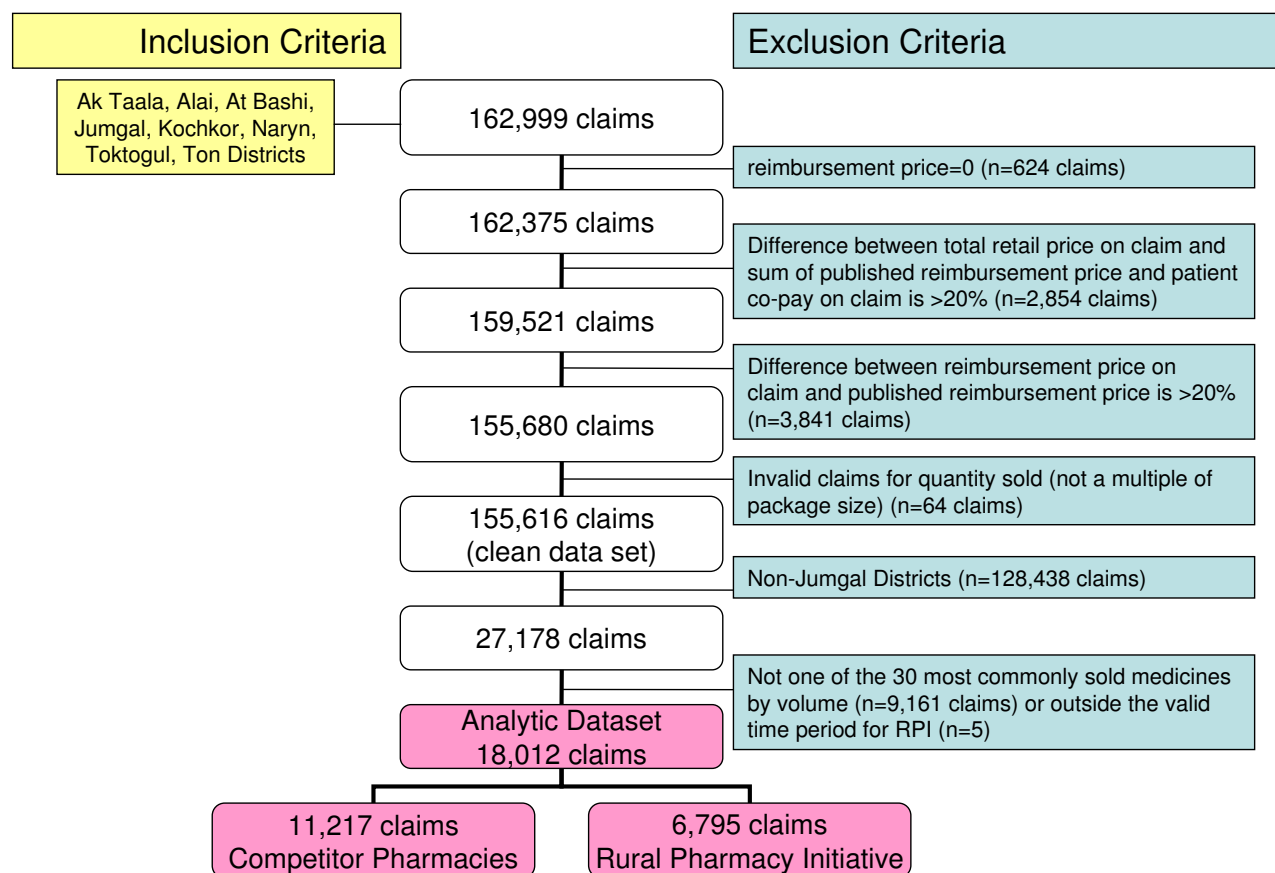 Inclusion Criteria
Exclusion Criteria
Ak Taala, Alai, At Bashi,
Jumgal, Kochkor, Naryn,
Toktogul, Ton Districts
162,999 claims
reimbursement price=0 (n=624 claims)
162,375 claims
Difference between total retail price on claim and
sum of published reimbursement price and patient
co-pay on claim is >20% (n=2,854 claims)
159,521 claims
Difference between reimbursement price on
claim and published reimbursement price is >20%
(n=3,841 claims)
155,680 claims
Invalid claims for quantity sold (not a multiple of
package size) (n=64 claims)
155,616 claims
(clean data set)
Non-Jumgal Districts (n=128,438 claims)
27,178 claims
Not one of the 30 most commonly sold medicines
by volume (n=9,161 claims) or outside the valid
time period for RPI (n=5)
Analytic Dataset
18,012 claims
11,217 claims
Competitor Pharmacies
6,795 claims
Rural Pharmacy Initiative